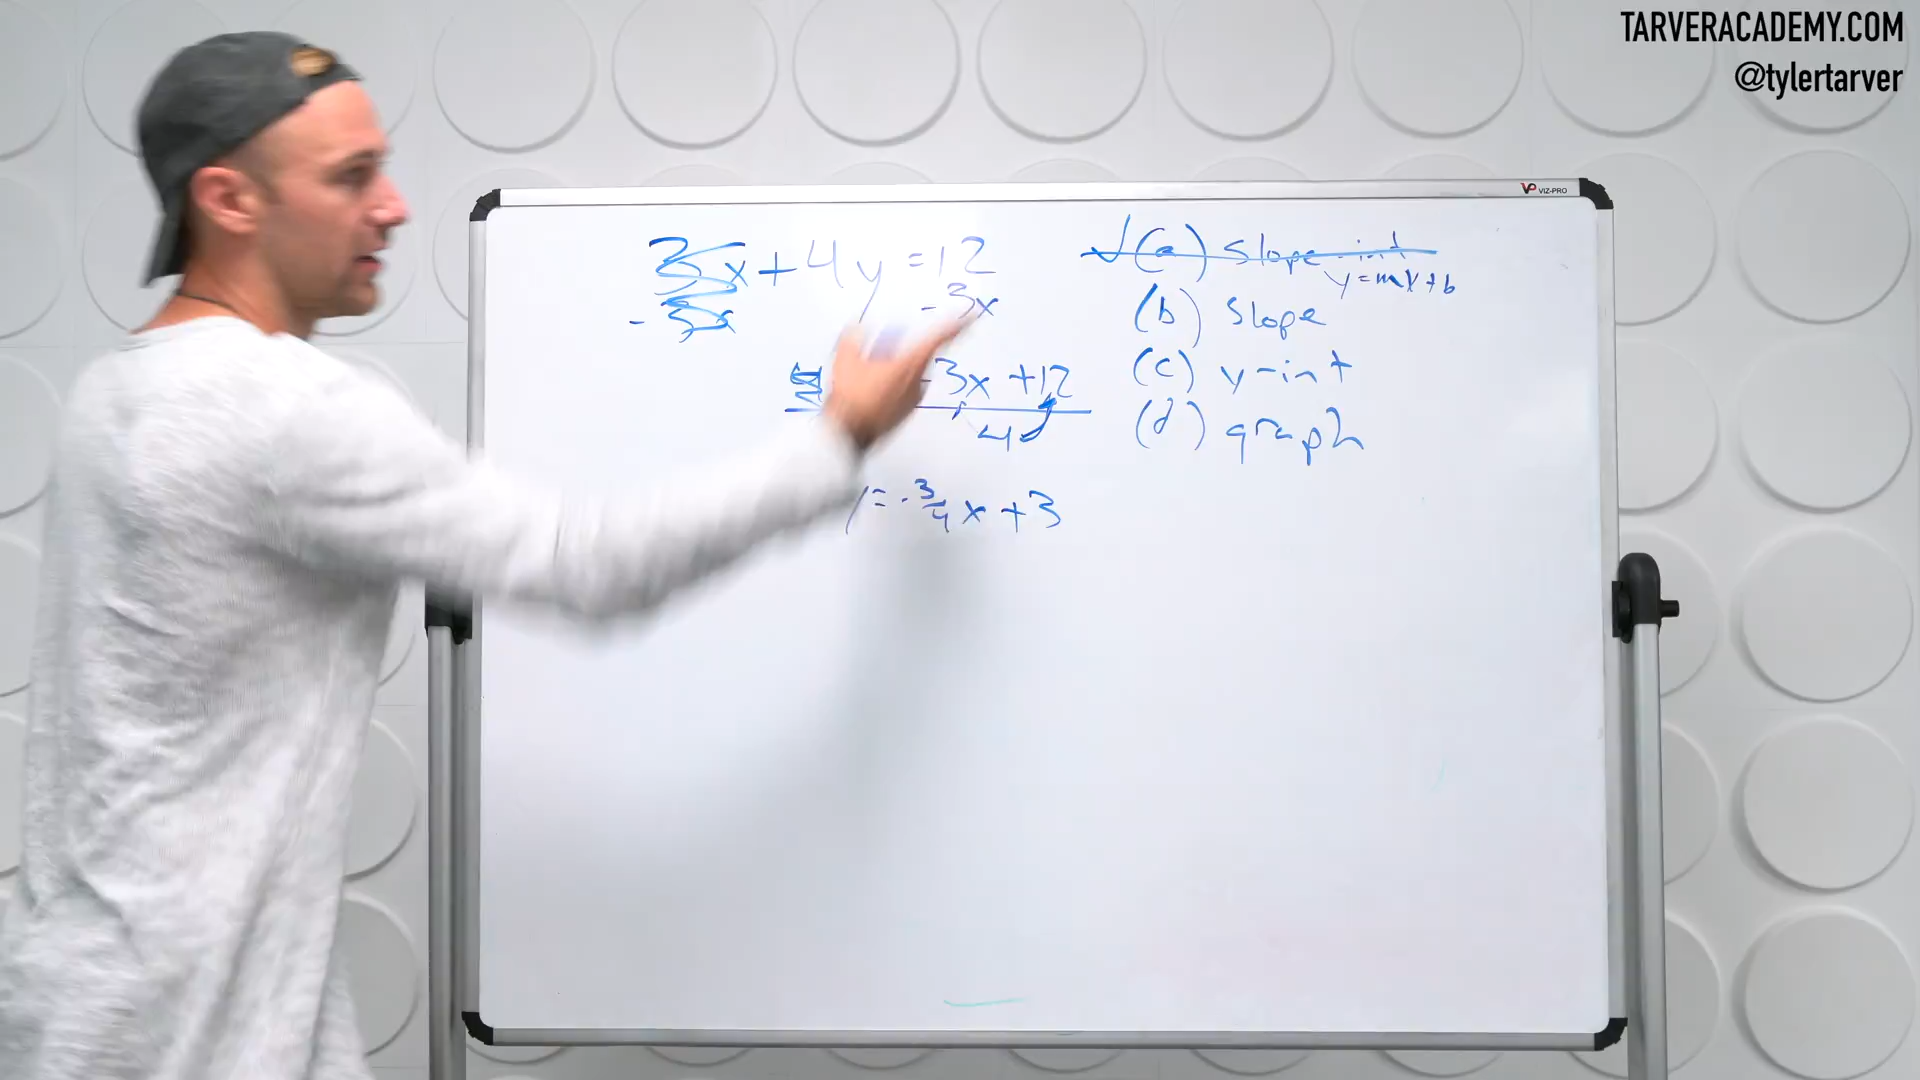 TARVERACADEMY.COM
@tylertarver
VP VIZ-PRO
3x + 4y = 12
- 3x - 3x
-3x + 12
4
y = -3/4 x + 3
√(a) Slope-int
y = mx + b
(b) Slope
(c) y-int
(d) graph